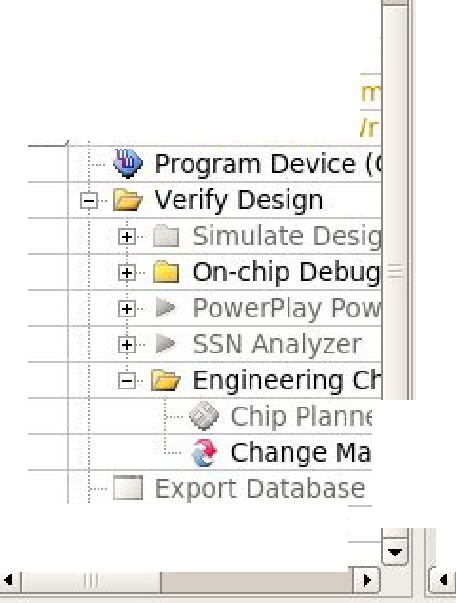 m
/r
Program Device (
Verify Design
Simulate Desig
On-chip Debug
PowerPlay Pow
SSN Analyzer
Engineering Ch
Chip Planne
Change Ma
Export Database